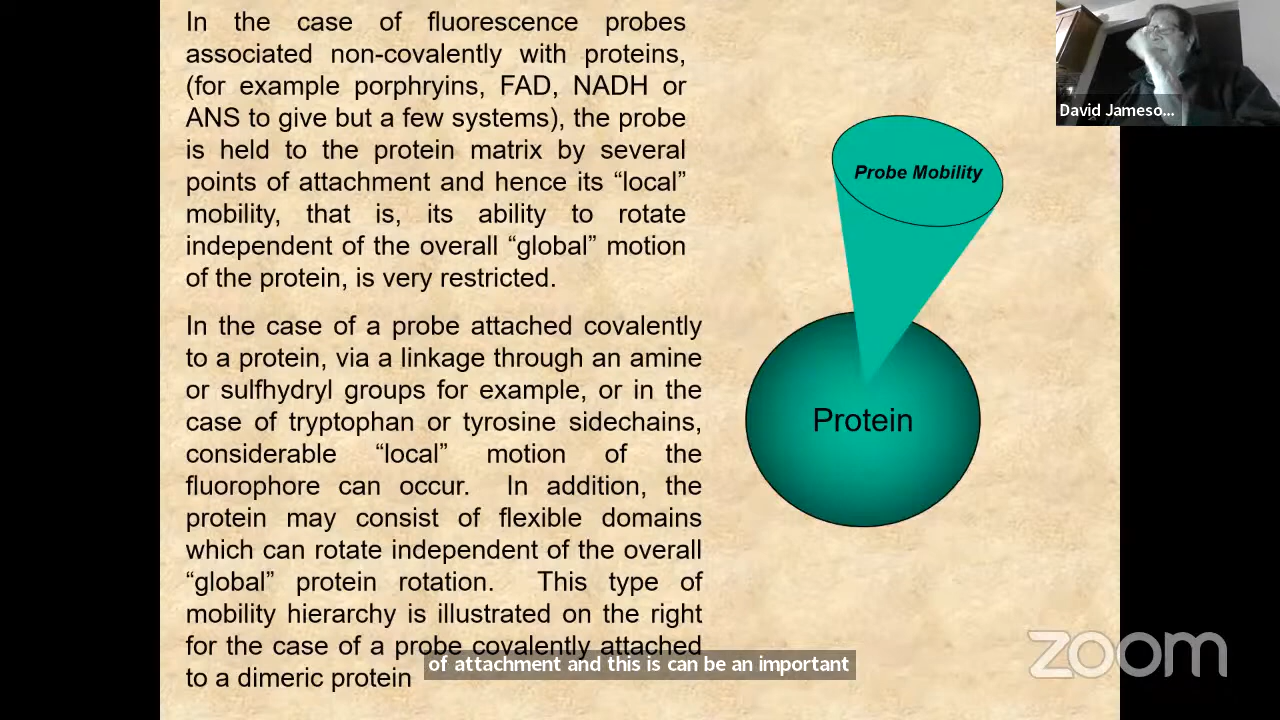 In the case of fluorescence probes
associated non-covalently with proteins,
(for example porphryins, FAD, NADH or
ANS to give but a few systems), the probe
is held to the protein matrix by several
points of attachment and hence its “local”
mobility, that is, its ability to rotate
independent of the overall “global” motion
of the protein, is very restricted.
In the case of a probe attached covalently
to a protein, via a linkage through an amine
or sulfhydryl groups for example, or in the
case of tryptophan or tyrosine sidechains,
considerable “local” motion of the
fluorophore can occur. In addition, the
protein may consist of flexible domains
which can rotate independent of the overall
“global” protein rotation. This type of
mobility hierarchy is illustrated on the right
for the case of a probe covalently attached
to a dimeric protein
Probe Mobility
Protein
David Jameso...
of attachment and this is can be an important
zoom